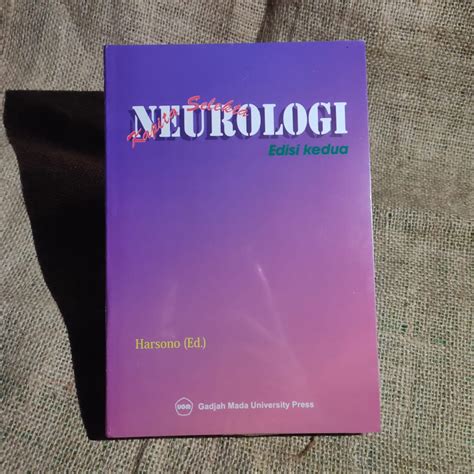 Kapita Selekta
NEUROLOGI
Edisi kedua
Harsono (Ed.)
Gadjah Mada University Press